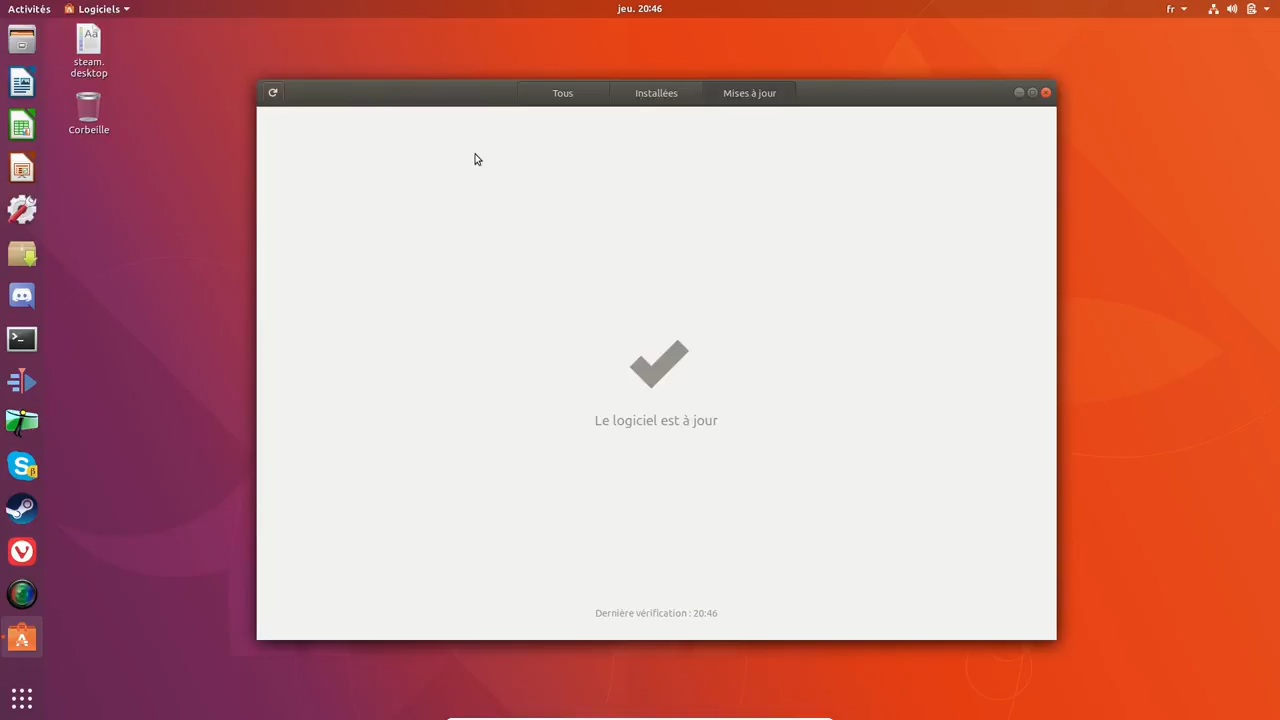 Activités
Logiciels
jeu. 20:46
fr
Aa
steam.
desktop
Corbeille
Tous
Installées
Mises à jour
Le logiciel est à jour
Dernière vérification : 20:46